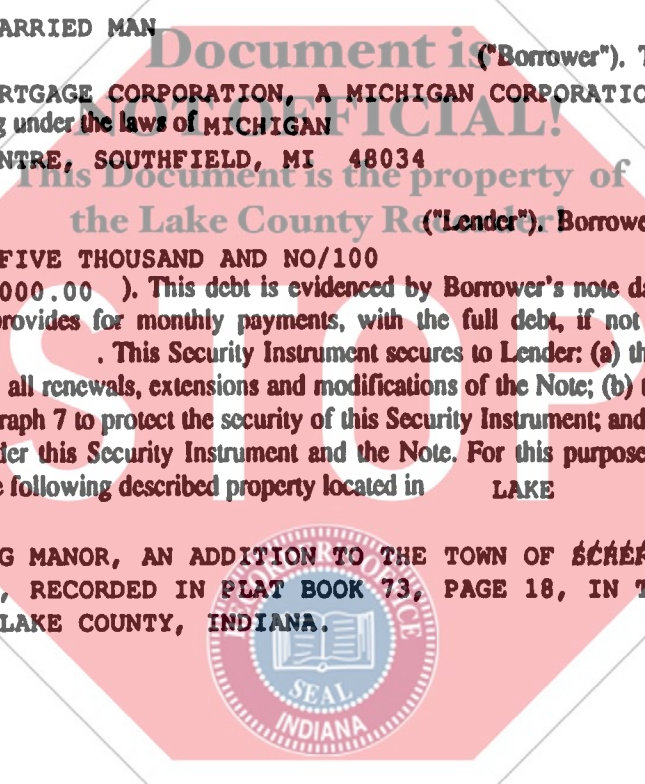 ARRIED MAN
Document is
("Borrower"). T
RTGAGE CORPORATION, A MICHIGAN CORPORATIO
NOT OFFICIAL!
g under the laws of MICHIGAN
NTRE, SOUTHFIELD, MI 48034
This Document is the property of
the Lake County Recorder!
("Lender"). Borrowe
FIVE THOUSAND AND NO/100
000.00 ). This debt is evidenced by Borrower's note da
provides for monthly payments, with the full debt, if not
. This Security Instrument secures to Lender: (a) th
all renewals, extensions and modifications of the Note; (b) t
raph 7 to protect the security of this Security Instrument; and
der this Security Instrument and the Note. For this purpose
e following described property located in LAKE
STOP
G MANOR, AN ADDITION TO THE TOWN OF
, RECORDED IN PLAT BOOK 73, PAGE 18, IN T
LAKE COUNTY, INDIANA.
SEAL
INDIANA